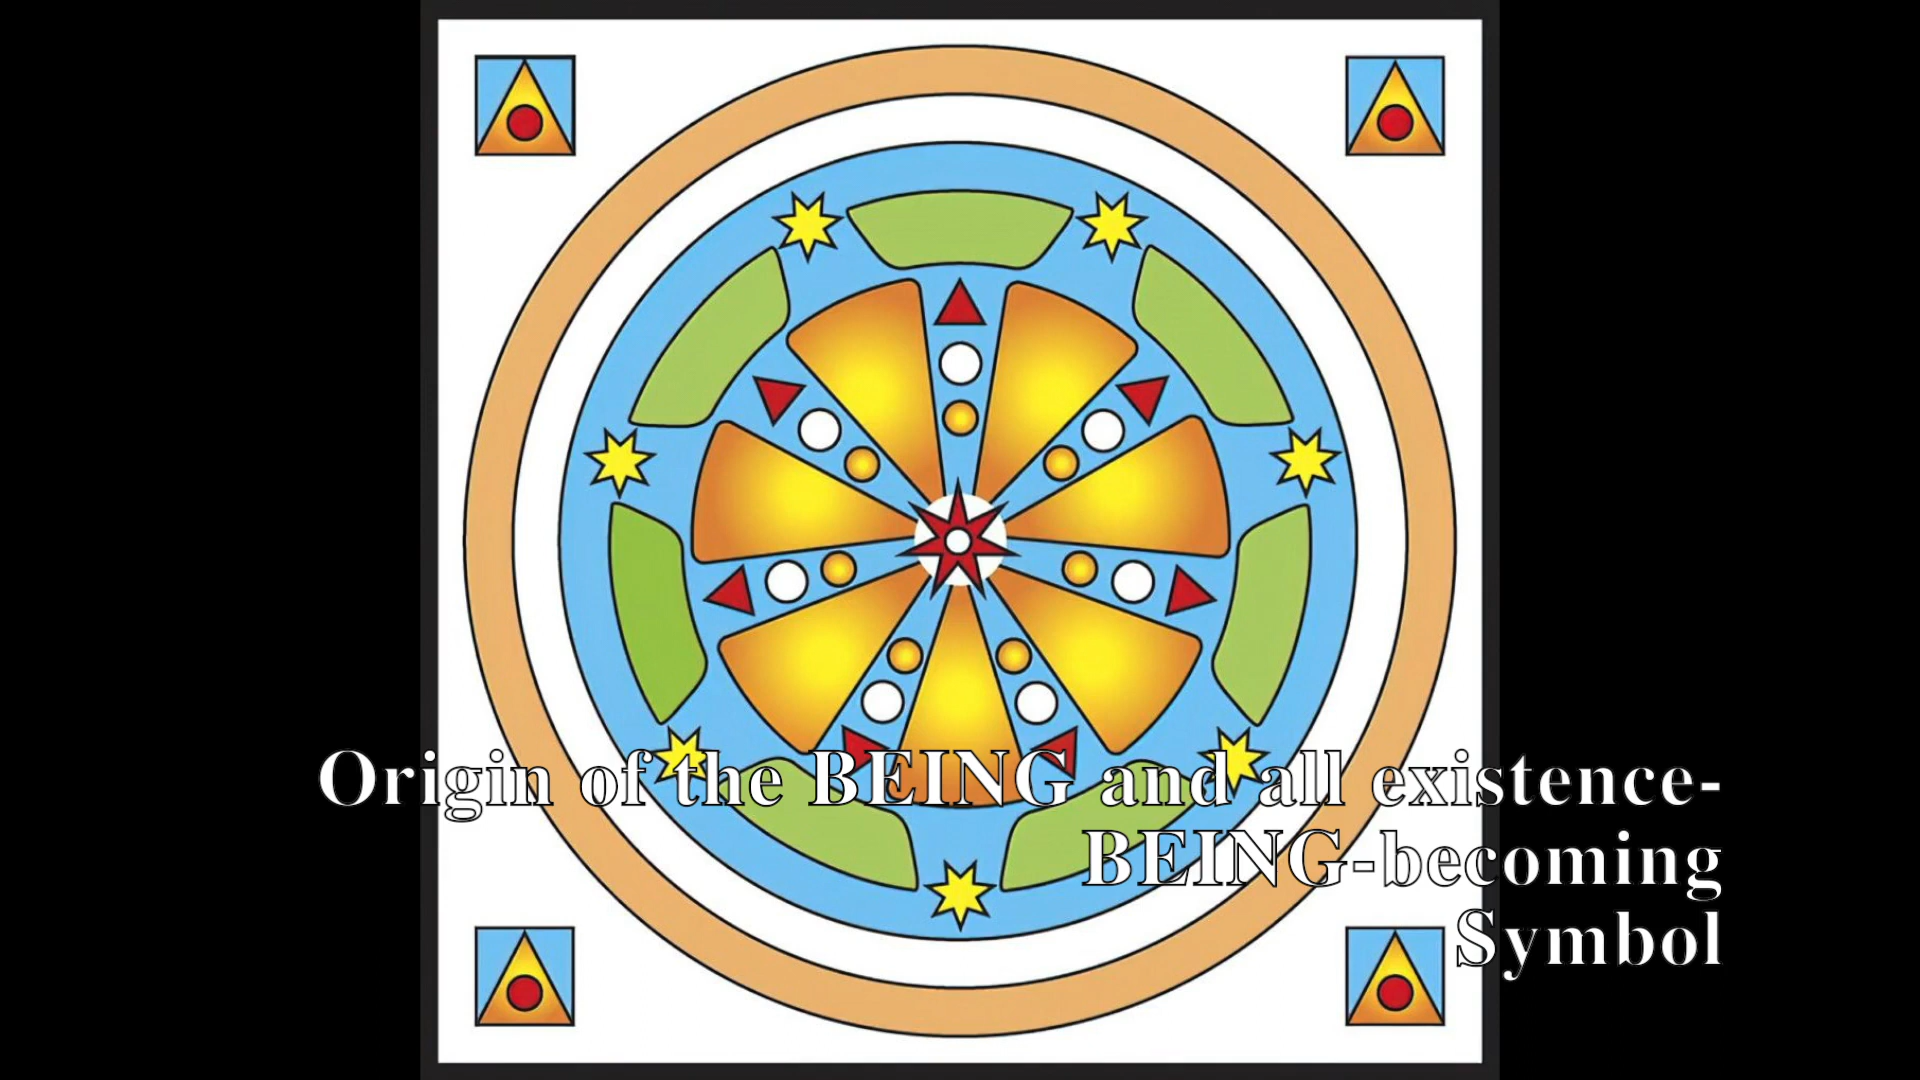 Origin of the BEING and all existence-
BEING-becoming
Symbol